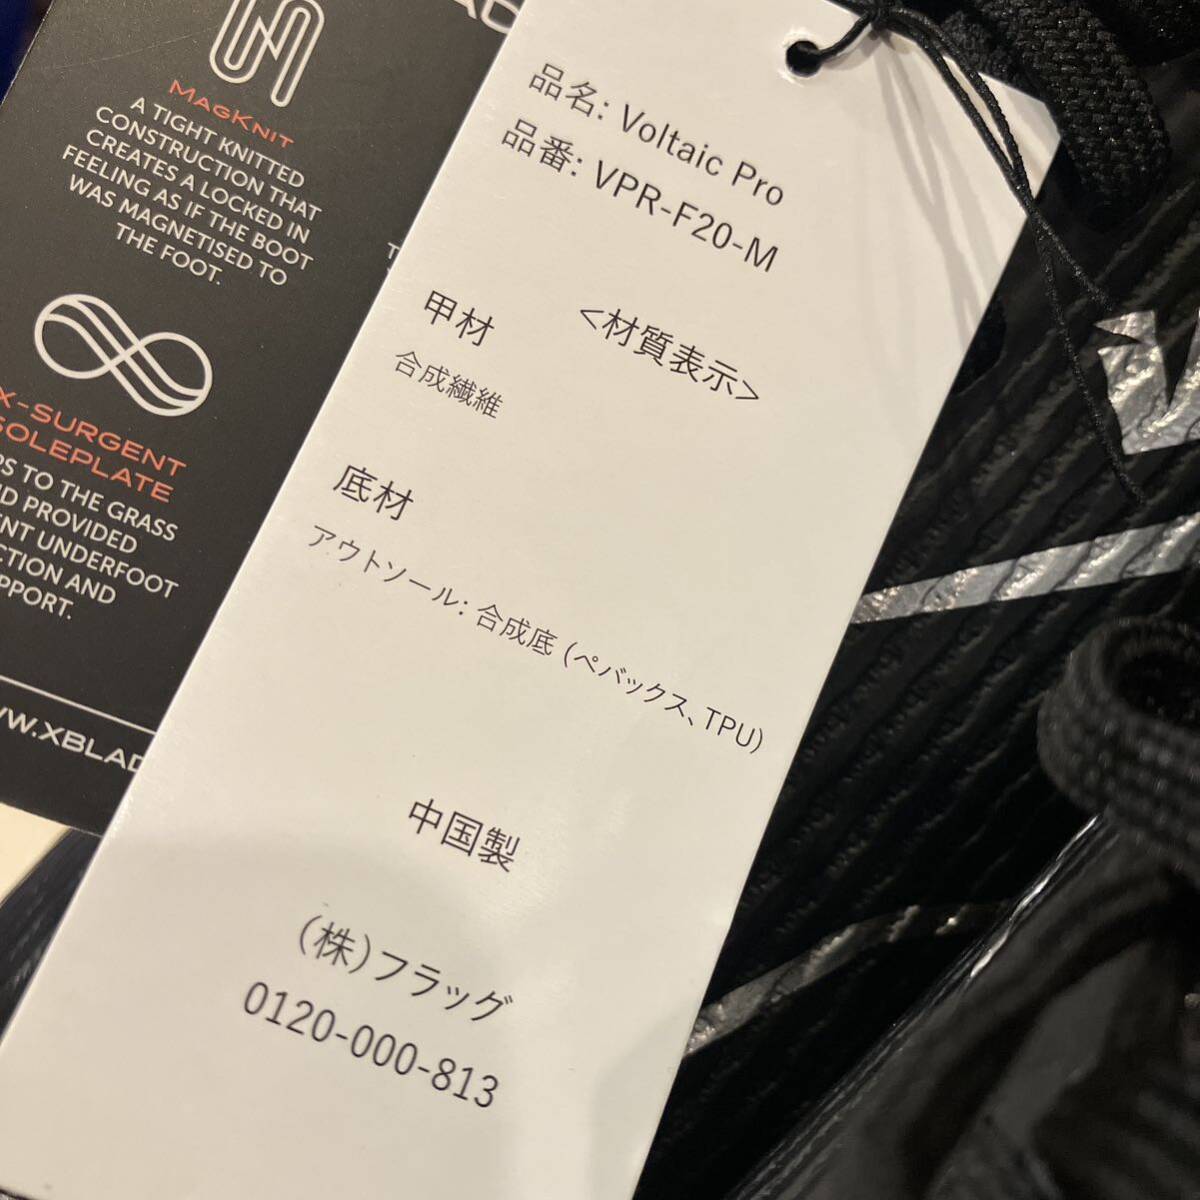 MAGKNIT
A TIGHT KNITTED
CONSTRUCTION THAT
CREATES A LOCKED IN
FEELING AS IF THE BOOT
WAS MAGNETISED TO
THE FOOT.
X-SURGENT
SOLEPLATE
TO THE GRASS
PROVIDED
UNDERFOOT
AND
品名: Voltaic Pro
品番: VPR-F20-M
<材質表示>
甲材
合成繊維
底材
アウトソール: 合成底 (ペバックス、TPU)
中国製
(株)フラッグ
0120-000-813